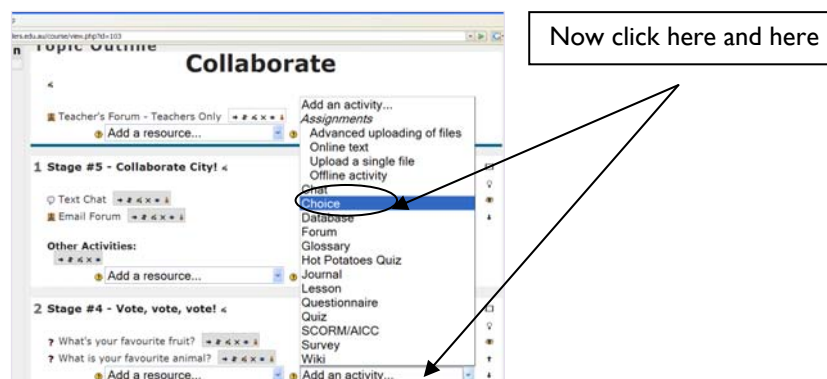 Now click here and here
Topic Outline
Collaborate
Teacher's Forum - Teachers Only
Add a resource...
Add an activity...
Assignments
Advanced uploading of files
Online text
Upload a single file
Offline activity
Chat
Choice
Database
Forum
Glossary
Hot Potatoes Quiz
Journal
Lesson
Questionnaire
Quiz
SCORM/AICC
Survey
Wiki
1 Stage #5 - Collaborate City!
Text Chat
Email Forum
Other Activities:
Add a resource...
2 Stage #4 - Vote, vote, vote!
? What's your favourite fruit?
? What is your favourite animal?
Add a resource...
Add an activity...